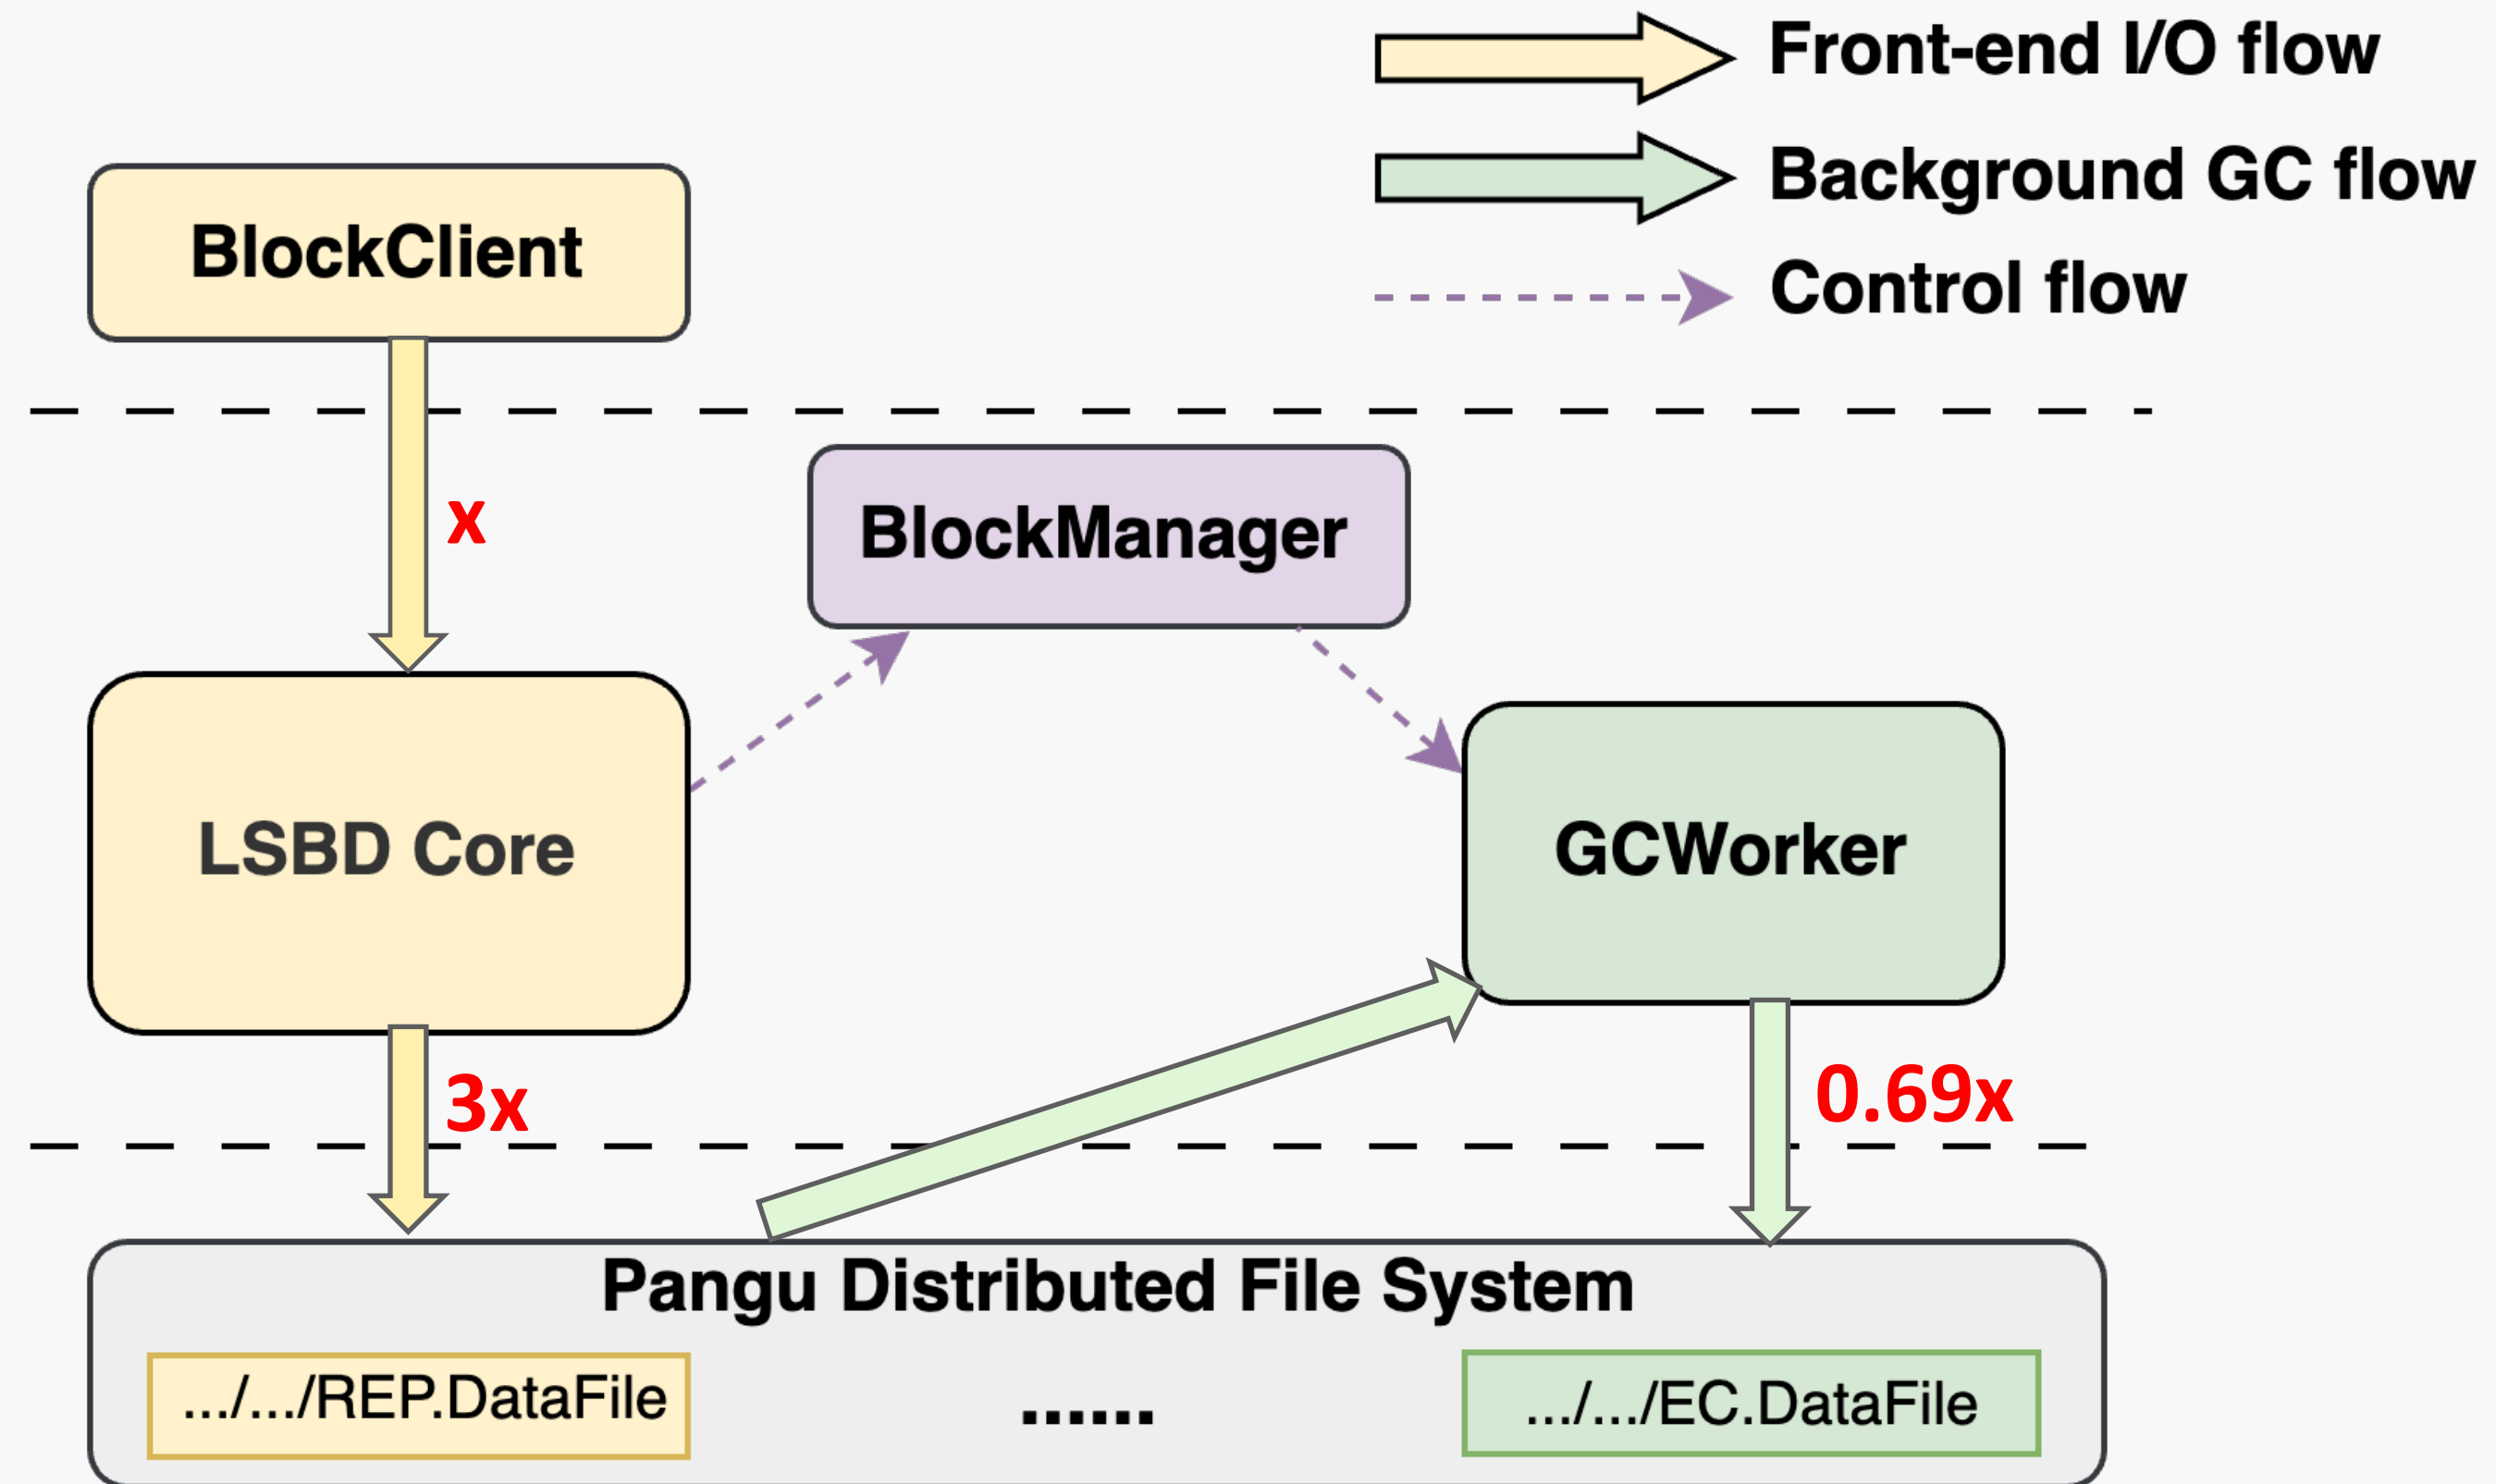 Front-end I/O flow
Background GC flow
Control flow
BlockClient
x
BlockManager
LSBD Core
GCWorker
3x
0.69x
Pangu Distributed File System
.../.../REP.DataFile
......
.../.../EC.DataFile